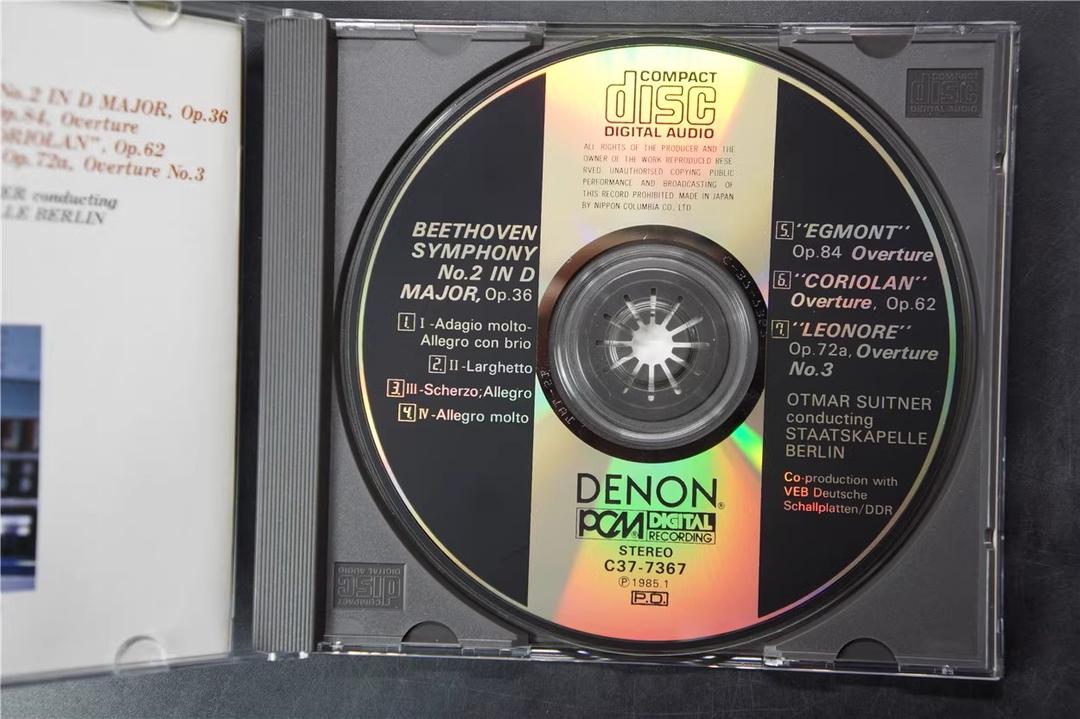 No.2 IN D MAJOR, Op.36
Op.84, Overture
Op.62
Op.72a, Overture No.3
conducting
BERLIN
COMPACT
disc
DIGITAL AUDIO
ALL RIGHTS OF THE PRODUCER AND THE
OWNER OF THE WORK REPRODUCED RESE-
RVED. UNAUTHORISED COPYING PUBLIC
PERFORMANCE AND BROADCASTING OF
THIS RECORD PROHIBITED MADE IN JAPAN
BY NIPPON COLUMBIA CO., LTD
BEETHOVEN
SYMPHONY
No.2 IN D
MAJOR, Op.36
1. I -Adagio molto-
Allegro con brio
2. II -Larghetto
3. III -Scherzo;Allegro
4. IV -Allegro molto
5. "EGMONT"
Op.84 Overture
6. "CORIOLAN"
Overture, Op.62
7. "LEONORE"
Op.72a, Overture
No.3
OTMAR SUITNER
conducting
STAATSKAPELLE
BERLIN
Co-production with
VEB Deutsche
Schallplatten/DDR
DENON®
PCM® DIGITAL
RECORDING
STEREO
C37-7367
Ⓟ1985.1
P.D.
COMPACT
disc
DIGITAL AUDIO
COMPACT
disc
DIGITAL AUDIO